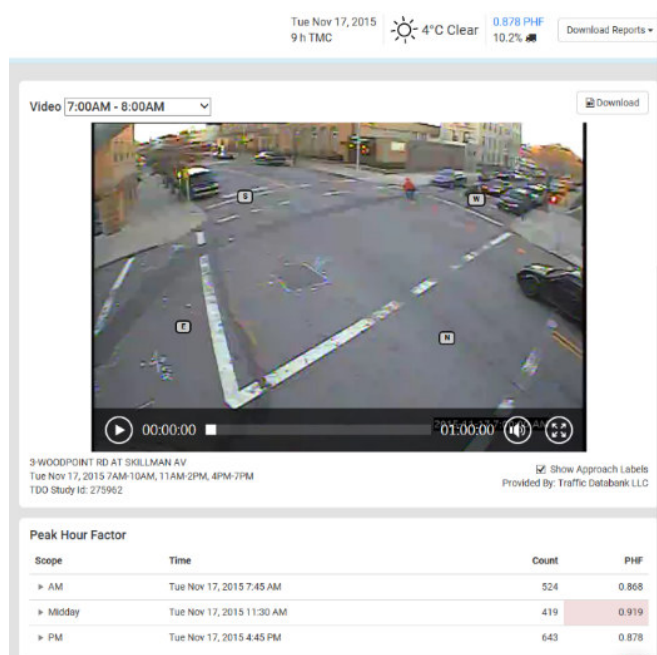 Tue Nov 17, 2015
9 h TMC
4°C Clear
0.878 PHF
10.2%
Download Reports
Video 7:00AM - 8:00AM
Download
S
W
E
N
00:00:00
01:00:00
3-WOODPOINT RD AT SKILLMAN AV
Tue Nov 17, 2015 7AM-10AM, 11AM-2PM, 4PM-7PM
TDO Study Id: 275962
Show Approach Labels
Provided By: Traffic Databank LLC
Peak Hour Factor
Scope Time Count PHF
AM Tue Nov 17, 2015 7:45 AM 524 0.868
Midday Tue Nov 17, 2015 11:30 AM 419 0.919
PM Tue Nov 17, 2015 4:45 PM 643 0.878